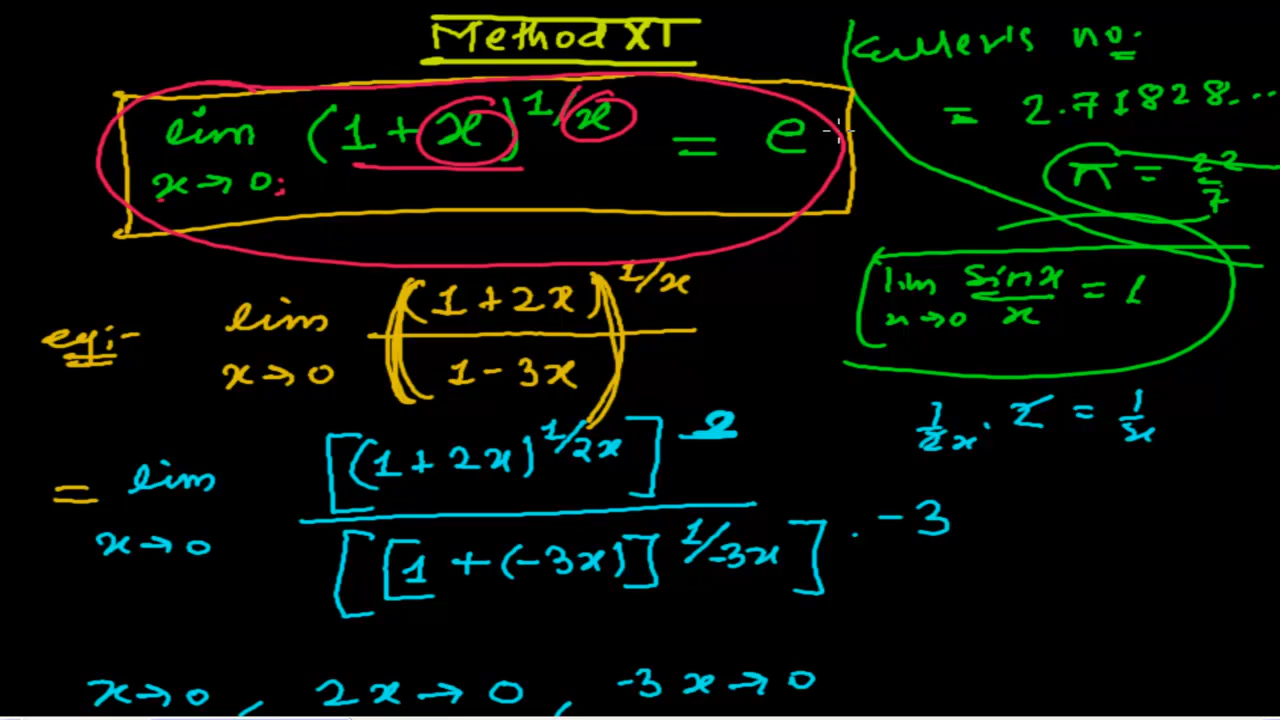 Method XI
lim (1+x)^1/x = e
x→0;
Euller's no.
= 2.71828...
π = 22/7
lim sinx/x = 1
x→0
eg:- lim ((1+2x)/(1-3x))^1/x
x→0
1/2x . 2 = 1/x
= lim [(1+2x)^1/2x]^2
x→0 [[1+(-3x)]^1/-3x] . -3
x→0, 2x→0, -3x→0